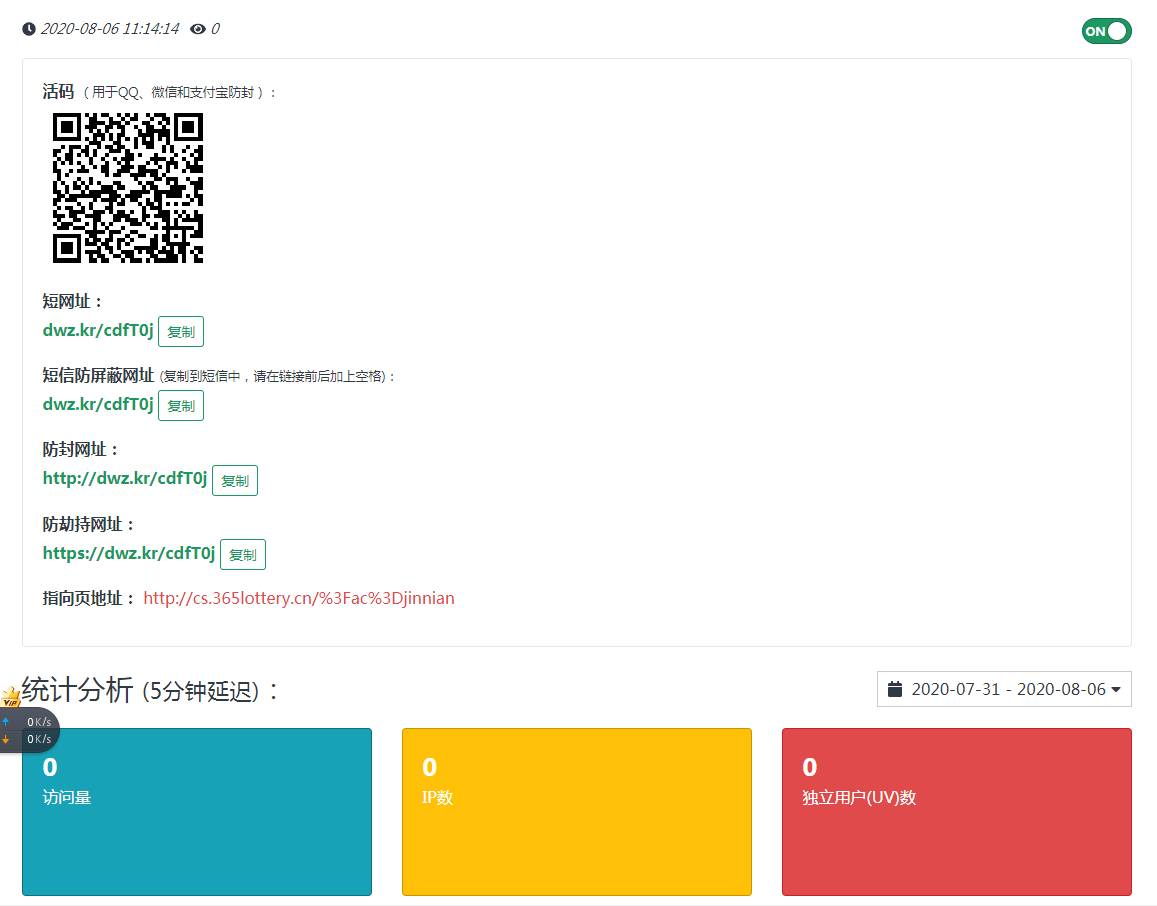 2020-08-06 11:14:14 0
ON
活码 ( 用于QQ、微信和支付宝防封 ) :
短网址：
dwz.kr/cdfT0j 复制
短信防屏蔽网址 (复制到短信中，请在链接前后加上空格) :
dwz.kr/cdfT0j 复制
防封网址：
http://dwz.kr/cdfT0j 复制
防劫持网址：
https://dwz.kr/cdfT0j 复制
指向页地址： http://cs.365lottery.cn/%3Fac%3Djinnian
统计分析 (5分钟延迟)：
2020-07-31 - 2020-08-06
VIP
0K/s
0K/s
0
访问量
0
IP数
0
独立用户(UV)数